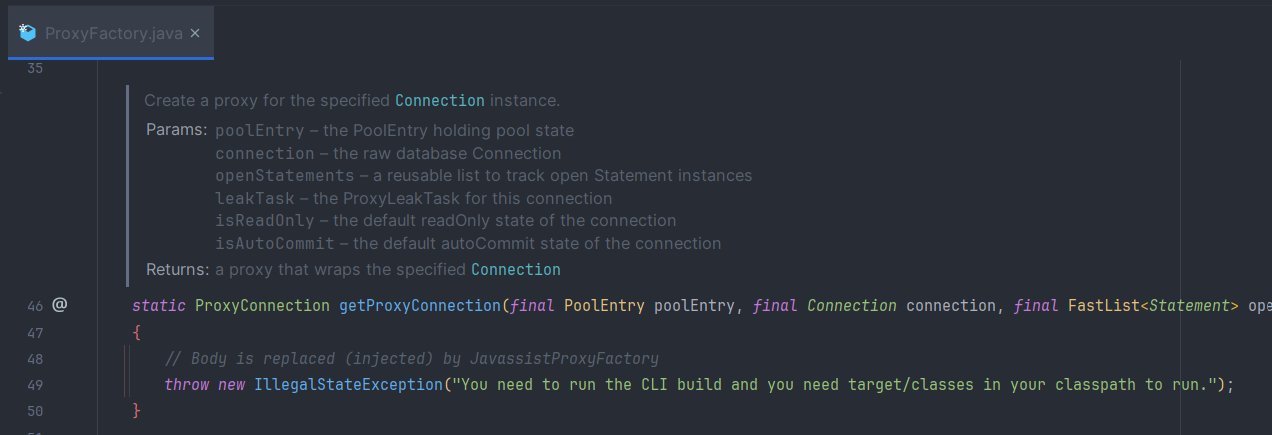 ProxyFactory.java ×
35
Create a proxy for the specified Connection instance.
Params: poolEntry – the PoolEntry holding pool state
connection – the raw database Connection
openStatements – a reusable list to track open Statement instances
leakTask – the ProxyLeakTask for this connection
isReadOnly – the default readOnly state of the connection
isAutoCommit – the default autoCommit state of the connection
Returns: a proxy that wraps the specified Connection
46 @ static ProxyConnection getProxyConnection(final PoolEntry poolEntry, final Connection connection, final FastList<Statement> ope
47 {
48 // Body is replaced (injected) by JavassistProxyFactory
49 throw new IllegalStateException("You need to run the CLI build and you need target/classes in your classpath to run.");
50 }